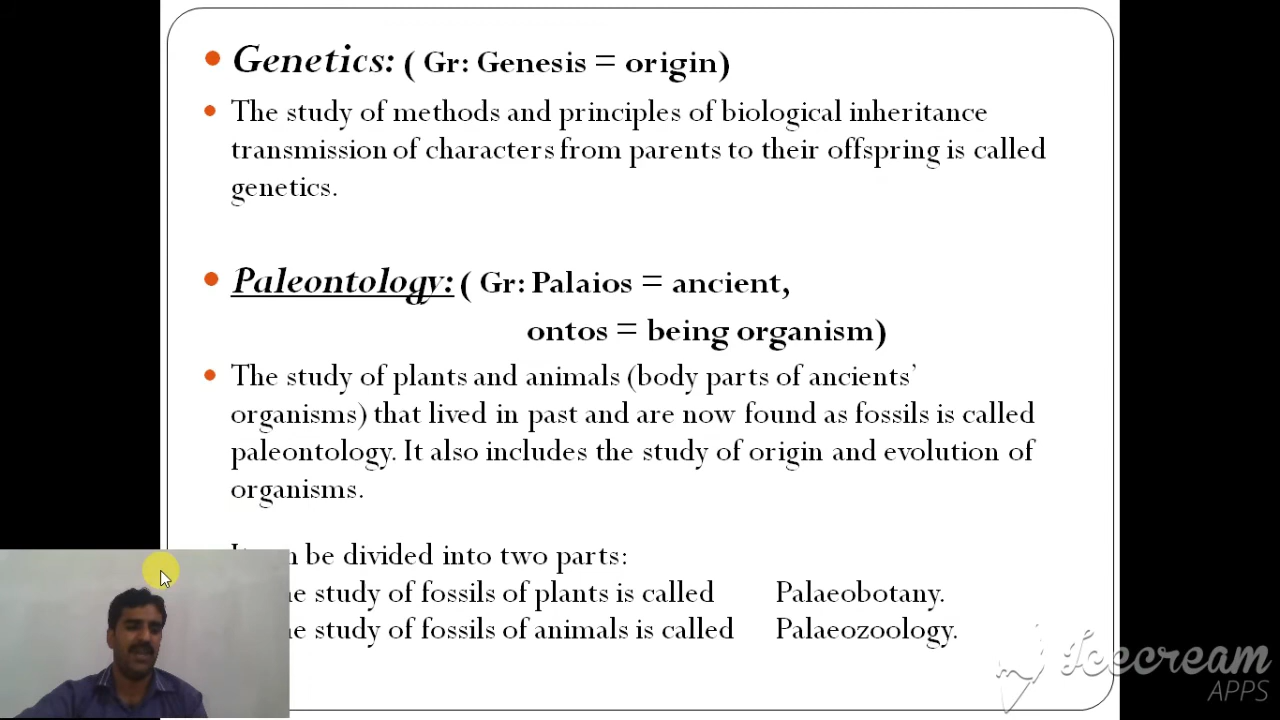 Genetics: ( Gr: Genesis = origin)
The study of methods and principles of biological inheritance
transmission of characters from parents to their offspring is called
genetics.
Paleontology: ( Gr: Palaios = ancient,
ontos = being organism)
The study of plants and animals (body parts of ancients’
organisms) that lived in past and are now found as fossils is called
paleontology. It also includes the study of origin and evolution of
organisms.
be divided into two parts:
study of fossils of plants is called Palaeobotany.
study of fossils of animals is called Palaeozoology.
Icecream
APPS